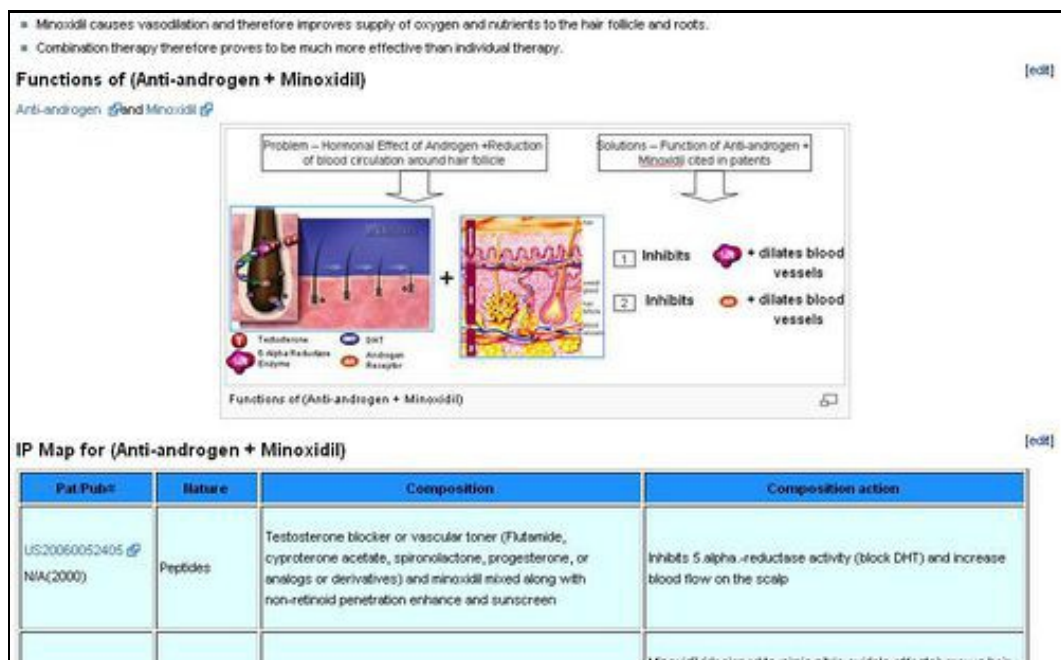 Minoxidil causes vasodilation and therefore improves supply of oxygen and nutrients to the hair follicle and roots.
Combination therapy therefore proves to be much more effective than individual therapy.
Functions of (Anti-androgen + Minoxidil)
[edit]
Anti-androgen and Minoxidil
Problem – Hormonal Effect of Androgen +Reduction
of blood circulation around hair follicle
Solutions – Function of Anti-androgen +
Minoxidil cited in patents
+
1 Inhibits + dilates blood
vessels
2 Inhibits + dilates blood
vessels
Testosterone
DHT
5 Alpha Reductase
Enzyme
Androgen
Receptor
Functions of (Anti-androgen + Minoxidil)
IP Map for (Anti-androgen + Minoxidil)
[edit]
Pat/Pub#
Nature
Composition
Composition action
US20060052405
N/A(2000)
Peptides
Testosterone blocker or vascular toner (Flutamide,
cyproterone acetate, spironolactone, progesterone, or
analogs or derivatives) and minoxidil mixed along with
non-retinoid penetration enhance and sunscreen
Inhibits 5.alpha.-reductase activity (block DHT) and increase
blood flow on the scalp